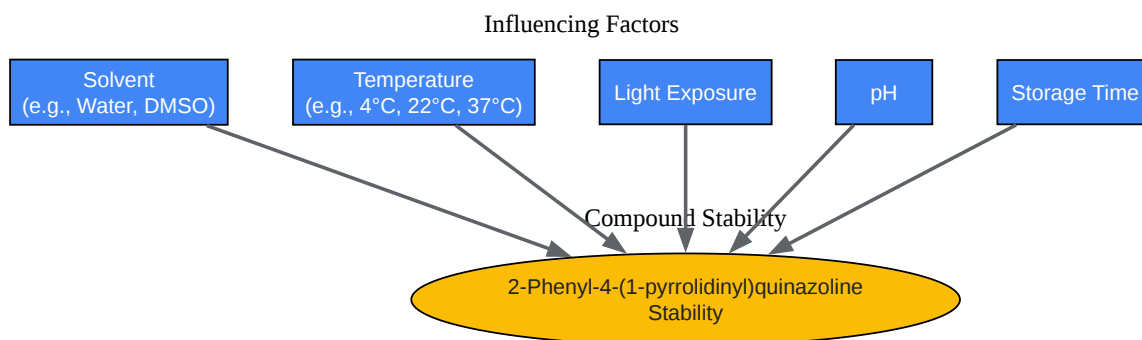 Influencing Factors
Solvent
(e.g., Water, DMSO)
Temperature
(e.g., 4°C, 22°C, 37°C)
Light Exposure
pH
Storage Time
Compound Stability
2-Phenyl-4-(1-pyrrolidinyl)quinazoline
Stability